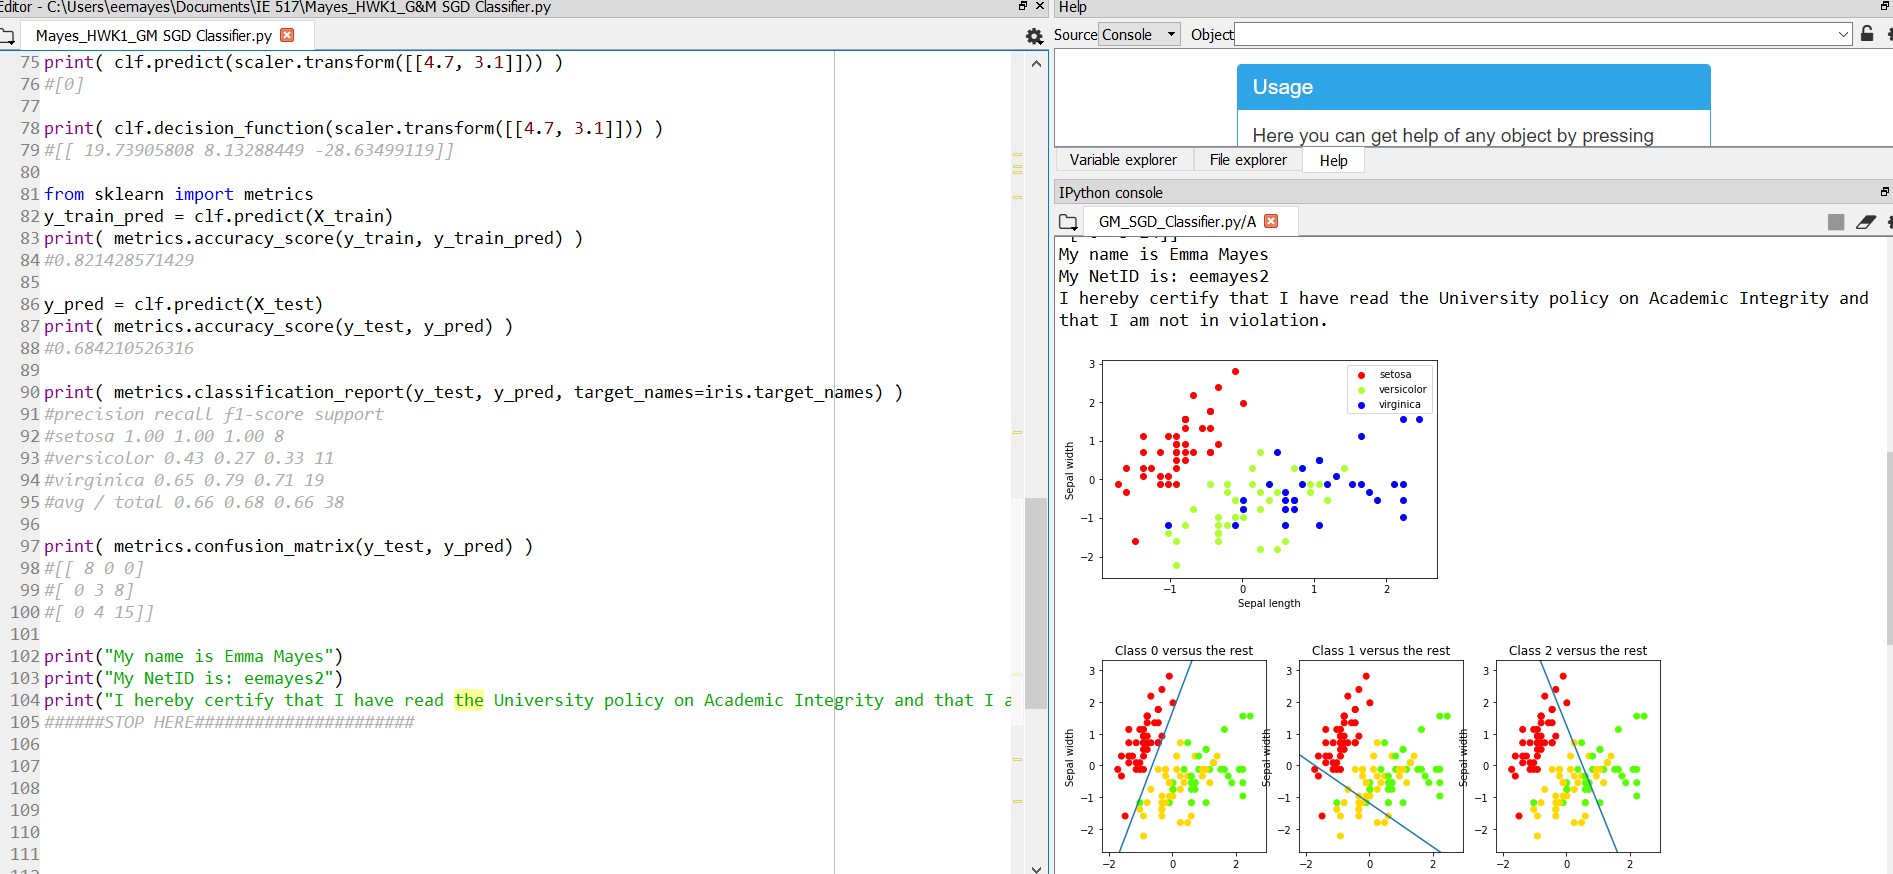 Editor - C:\Users\eemayes\Documents\IE 517\Mayes_HWK1_G&M SGD Classifier.py
Mayes_HWK1_GM SGD Classifier.py
75 print( clf.predict(scaler.transform([[4.7, 3.1]])) )
76 #[0]
77
78 print( clf.decision_function(scaler.transform([[4.7, 3.1]])) )
79 #[[ 19.73905808 8.13288449 -28.63499119]]
80
81 from sklearn import metrics
82 y_train_pred = clf.predict(X_train)
83 print( metrics.accuracy_score(y_train, y_train_pred) )
84 #0.821428571429
85
86 y_pred = clf.predict(X_test)
87 print( metrics.accuracy_score(y_test, y_pred) )
88 #0.684210526316
89
90 print( metrics.classification_report(y_test, y_pred, target_names=iris.target_names) )
91 #precision recall f1-score support
92 #setosa 1.00 1.00 1.00 8
93 #versicolor 0.43 0.27 0.33 11
94 #virginica 0.65 0.79 0.71 19
95 #avg / total 0.66 0.68 0.66 38
96
97 print( metrics.confusion_matrix(y_test, y_pred) )
98 #[[ 8 0 0]
99 #[ 0 3 8]
100 #[ 0 4 15]]
101
102 print("My name is Emma Mayes")
103 print("My NetID is: eemayes2")
104 print("I hereby certify that I have read the University policy on Academic Integrity and that I a
105 ######STOP HERE######################
106
107
108
109
110
111
Help
Source Console Object
Usage
Here you can get help of any object by pressing
Variable explorer File explorer Help
IPython console
GM_SGD_Classifier.py/A
My name is Emma Mayes
My NetID is: eemayes2
I hereby certify that I have read the University policy on Academic Integrity and
that I am not in violation.
setosa
versicolor
virginica
3
2
1
0
−1
−2
Sepal width
−1 0 1 2
Sepal length
Class 0 versus the rest
3
2
1
0
−1
−2
Sepal width
−2 0 2
Class 1 versus the rest
3
2
1
0
−1
−2
Sepal width
−2 0 2
Class 2 versus the rest
3
2
1
0
−1
−2
Sepal width
−2 0 2